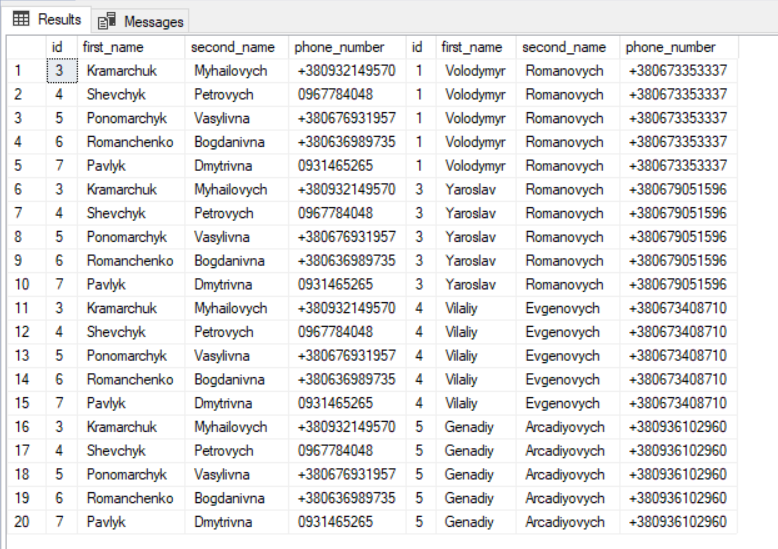 Results Messages
id first_name second_name phone_number id first_name second_name phone_number
1 3 Kramarchuk Myhailovych +380932149570 1 Volodymyr Romanovych +380673353337
2 4 Shevchyk Petrovych 0967784048 1 Volodymyr Romanovych +380673353337
3 5 Ponomarchyk Vasylivna +380676931957 1 Volodymyr Romanovych +380673353337
4 6 Romanchenko Bogdanivna +380636989735 1 Volodymyr Romanovych +380673353337
5 7 Pavlyk Dmytrivna 0931465265 1 Volodymyr Romanovych +380673353337
6 3 Kramarchuk Myhailovych +380932149570 3 Yaroslav Romanovych +380679051596
7 4 Shevchyk Petrovych 0967784048 3 Yaroslav Romanovych +380679051596
8 5 Ponomarchyk Vasylivna +380676931957 3 Yaroslav Romanovych +380679051596
9 6 Romanchenko Bogdanivna +380636989735 3 Yaroslav Romanovych +380679051596
10 7 Pavlyk Dmytrivna 0931465265 3 Yaroslav Romanovych +380679051596
11 3 Kramarchuk Myhailovych +380932149570 4 Vilaliy Evgenovych +380673408710
12 4 Shevchyk Petrovych 0967784048 4 Vilaliy Evgenovych +380673408710
13 5 Ponomarchyk Vasylivna +380676931957 4 Vilaliy Evgenovych +380673408710
14 6 Romanchenko Bogdanivna +380636989735 4 Vilaliy Evgenovych +380673408710
15 7 Pavlyk Dmytrivna 0931465265 4 Vilaliy Evgenovych +380673408710
16 3 Kramarchuk Myhailovych +380932149570 5 Genadiy Arcadiyovych +380936102960
17 4 Shevchyk Petrovych 0967784048 5 Genadiy Arcadiyovych +380936102960
18 5 Ponomarchyk Vasylivna +380676931957 5 Genadiy Arcadiyovych +380936102960
19 6 Romanchenko Bogdanivna +380636989735 5 Genadiy Arcadiyovych +380936102960
20 7 Pavlyk Dmytrivna 0931465265 5 Genadiy Arcadiyovych +380936102960